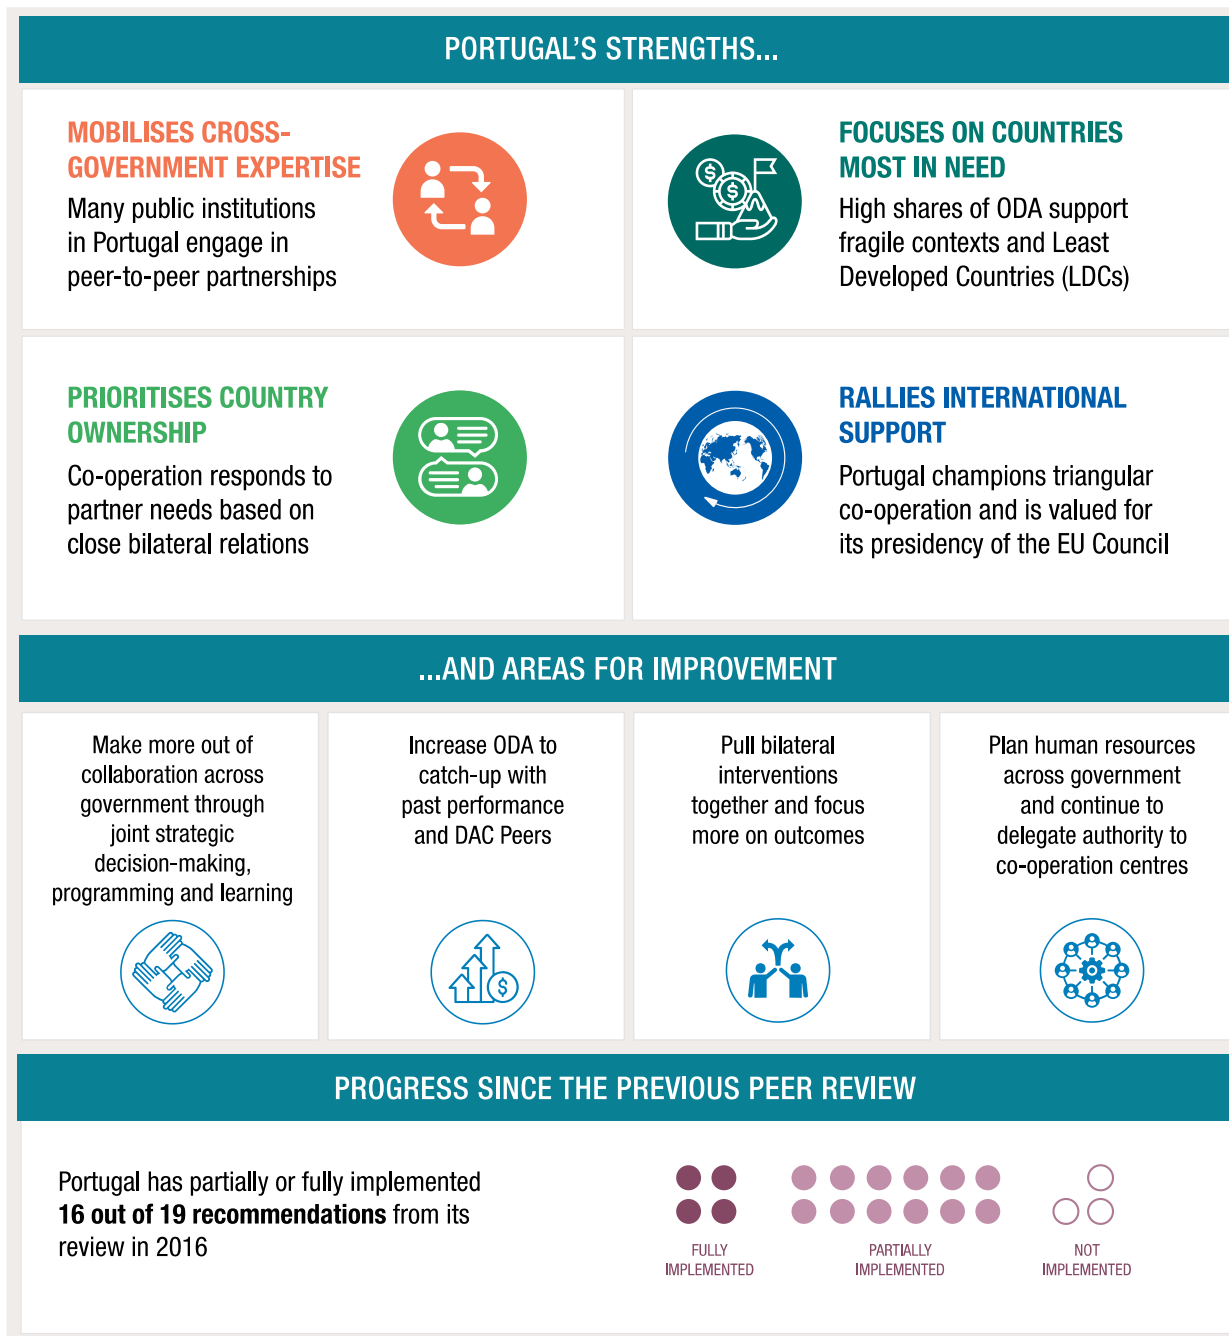 PORTUGAL'S STRENGTHS...
MOBILISES CROSS-
GOVERNMENT EXPERTISE
Many public institutions
in Portugal engage in
peer-to-peer partnerships
FOCUSES ON COUNTRIES
MOST IN NEED
High shares of ODA support
fragile contexts and Least
Developed Countries (LDCs)
PRIORITISES COUNTRY
OWNERSHIP
Co-operation responds to
partner needs based on
close bilateral relations
RALLIES INTERNATIONAL
SUPPORT
Portugal champions triangular
co-operation and is valued for
its presidency of the EU Council
...AND AREAS FOR IMPROVEMENT
Make more out of
collaboration across
government through
joint strategic
decision-making,
programming and learning
Increase ODA to
catch-up with
past performance
and DAC Peers
Pull bilateral
interventions
together and focus
more on outcomes
Plan human resources
across government
and continue to
delegate authority to
co-operation centres
PROGRESS SINCE THE PREVIOUS PEER REVIEW
Portugal has partially or fully implemented
16 out of 19 recommendations from its
review in 2016
FULLY
IMPLEMENTED
PARTIALLY
IMPLEMENTED
NOT
IMPLEMENTED